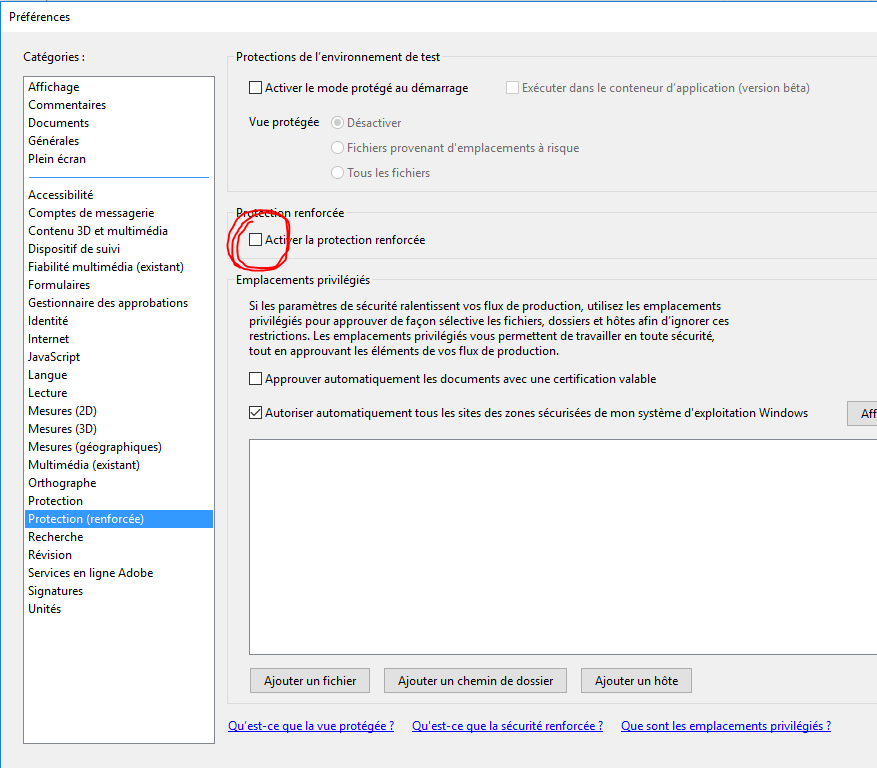 Préférences
Catégories :
Affichage
Commentaires
Documents
Générales
Plein écran
Accessibilité
Comptes de messagerie
Contenu 3D et multimédia
Dispositif de suivi
Fiabilité multimédia (existant)
Formulaires
Gestionnaire des approbations
Identité
Internet
JavaScript
Langue
Lecture
Mesures (2D)
Mesures (3D)
Mesures (géographiques)
Multimédia (existant)
Orthographe
Protection
Protection (renforcée)
Recherche
Révision
Services en ligne Adobe
Signatures
Unités
Protections de l'environnement de test
Activer le mode protégé au démarrage
Exécuter dans le conteneur d'application (version bêta)
Vue protégée
Désactiver
Fichiers provenant d'emplacements à risque
Tous les fichiers
Protection renforcée
Activer la protection renforcée
Emplacements privilégiés
Si les paramètres de sécurité ralentissent vos flux de production, utilisez les emplacements
privilégiés pour approuver de façon sélective les fichiers, dossiers et hôtes afin d'ignorer ces
restrictions. Les emplacements privilégiés vous permettent de travailler en toute sécurité,
tout en approuvant les éléments de vos flux de production.
Approuver automatiquement les documents avec une certification valable
Autoriser automatiquement tous les sites des zones sécurisées de mon système d'exploitation Windows
Aff
Ajouter un fichier
Ajouter un chemin de dossier
Ajouter un hôte
Qu'est-ce que la vue protégée ?
Qu'est-ce que la sécurité renforcée ?
Que sont les emplacements privilégiés ?